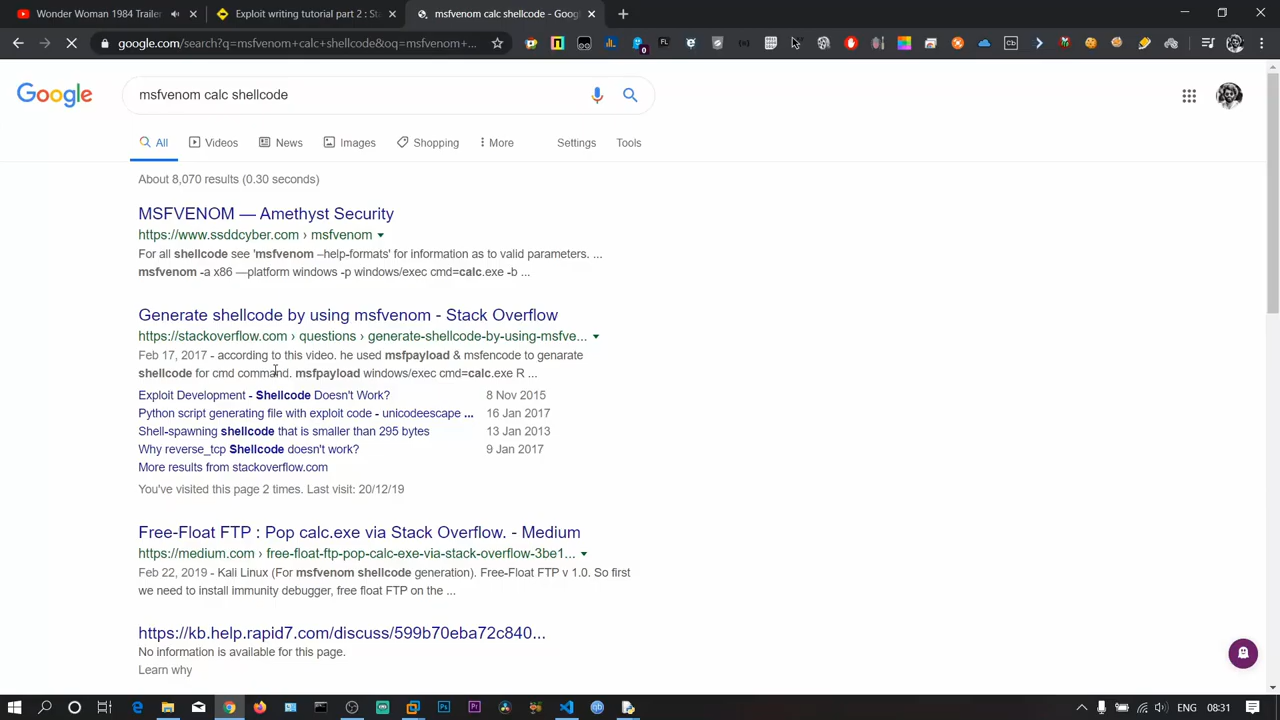 Wonder Woman 1984 Trailer
Exploit writing tutorial part 2 : St
msfvenom calc shellcode - Goog
google.com/search?q=msfvenom+calc+shellcode&oq=msfvenom+...
0
FL
Cb
Google
msfvenom calc shellcode
All
Videos
News
Images
Shopping
More
Settings
Tools
About 8,070 results (0.30 seconds)
MSFVENOM — Amethyst Security
https://www.ssddcyber.com › msfvenom
For all shellcode see 'msfvenom –help-formats' for information as to valid parameters. ...
msfvenom -a x86 —platform windows -p windows/exec cmd=calc.exe -b ...
Generate shellcode by using msfvenom - Stack Overflow
https://stackoverflow.com › questions › generate-shellcode-by-using-msfve...
Feb 17, 2017 - according to this video. he used msfpayload & msfencode to genarate
shellcode for cmd command. msfpayload windows/exec cmd=calc.exe R ...
Exploit Development - Shellcode Doesn't Work? 8 Nov 2015
Python script generating file with exploit code - unicodeescape ... 16 Jan 2017
Shell-spawning shellcode that is smaller than 295 bytes 13 Jan 2013
Why reverse_tcp Shellcode doesn't work? 9 Jan 2017
More results from stackoverflow.com
You've visited this page 2 times. Last visit: 20/12/19
Free-Float FTP : Pop calc.exe via Stack Overflow. - Medium
https://medium.com › free-float-ftp-pop-calc-exe-via-stack-overflow-3be1...
Feb 22, 2019 - Kali Linux (For msfvenom shellcode generation). Free-Float FTP v 1.0. So first
we need to install immunity debugger, free float FTP on the ...
https://kb.help.rapid7.com/discuss/599b70eba72c840...
No information is available for this page.
Learn why
Ps
Pr
08:31